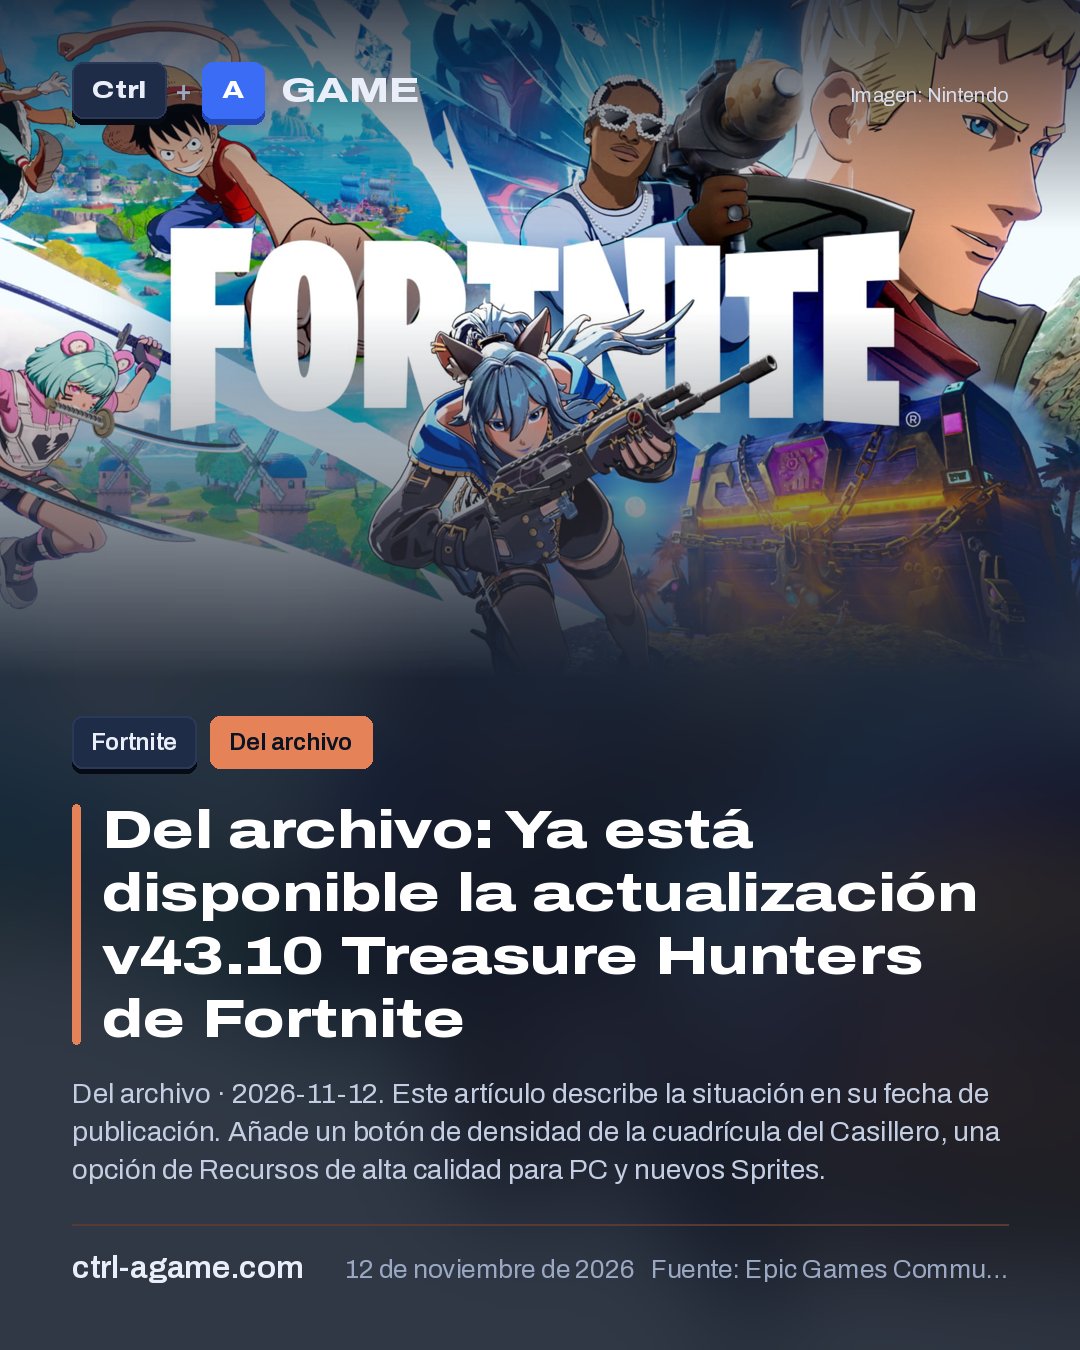 Ctrl + A GAME
Imagen: Nintendo
FORTNITE®
Fortnite
Del archivo
Del archivo: Ya está
disponible la actualización
v43.10 Treasure Hunters
de Fortnite
Del archivo · 2026-11-12. Este artículo describe la situación en su fecha de
publicación. Añade un botón de densidad de la cuadrícula del Casillero, una
opción de Recursos de alta calidad para PC y nuevos Sprites.
ctrl-agame.com
12 de noviembre de 2026
Fuente: Epic Games Commu...